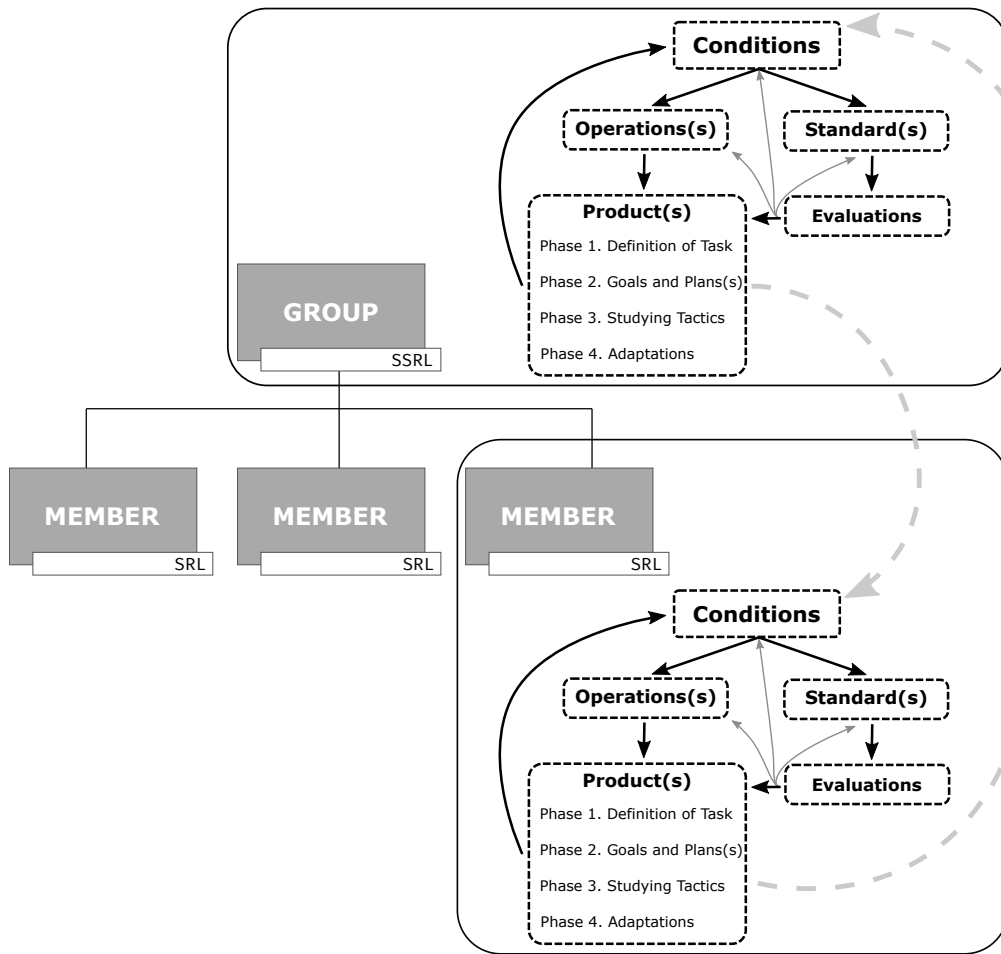 Conditions
Operations(s)
Standard(s)
Product(s)
Evaluations
Phase 1. Definition of Task
Phase 2. Goals and Plans(s)
Phase 3. Studying Tactics
Phase 4. Adaptations
GROUP
SSRL
MEMBER
SRL
MEMBER
SRL
MEMBER
SRL
Conditions
Operations(s)
Standard(s)
Product(s)
Evaluations
Phase 1. Definition of Task
Phase 2. Goals and Plans(s)
Phase 3. Studying Tactics
Phase 4. Adaptations